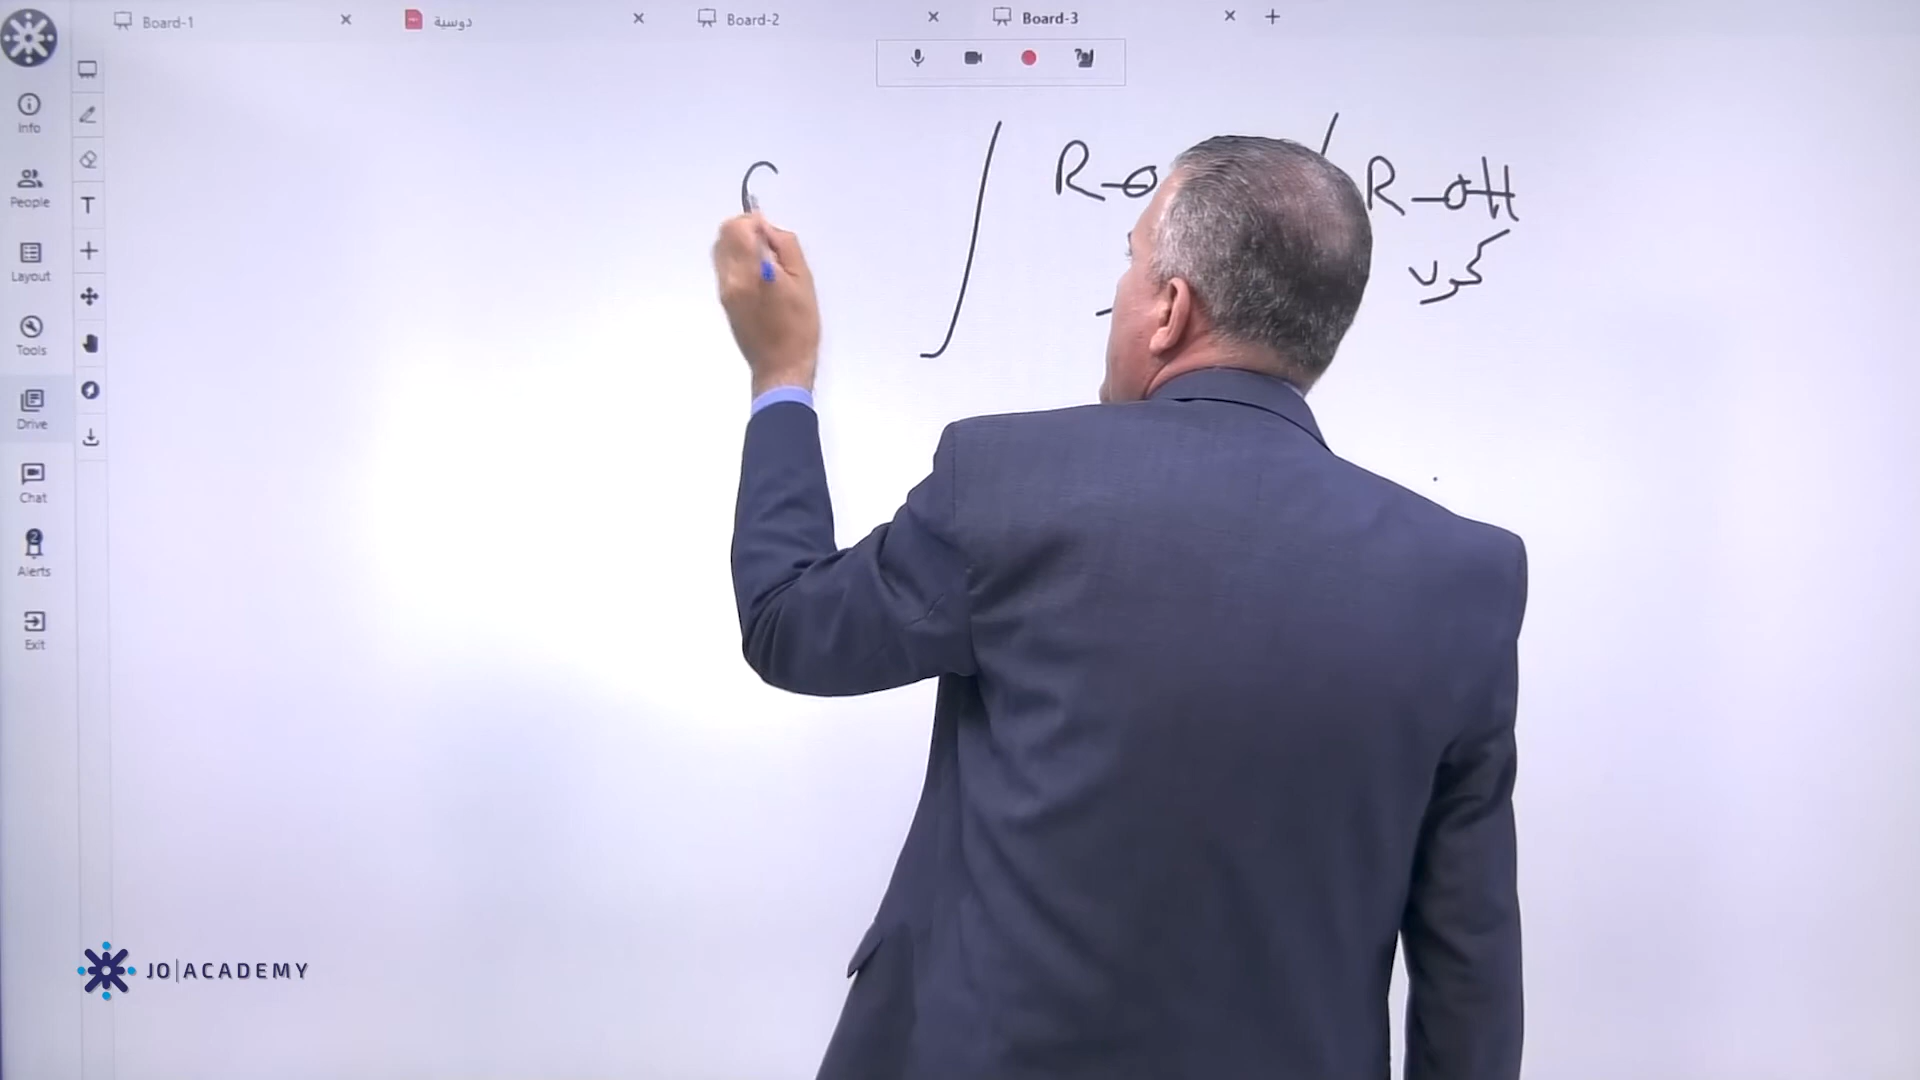 Board-1
دوسية
Board-2
Board-3
Info
People
Layout
Tools
Drive
Chat
2
Alerts
Exit
T
R-O
R-OH
كحول
JO|ACADEMY